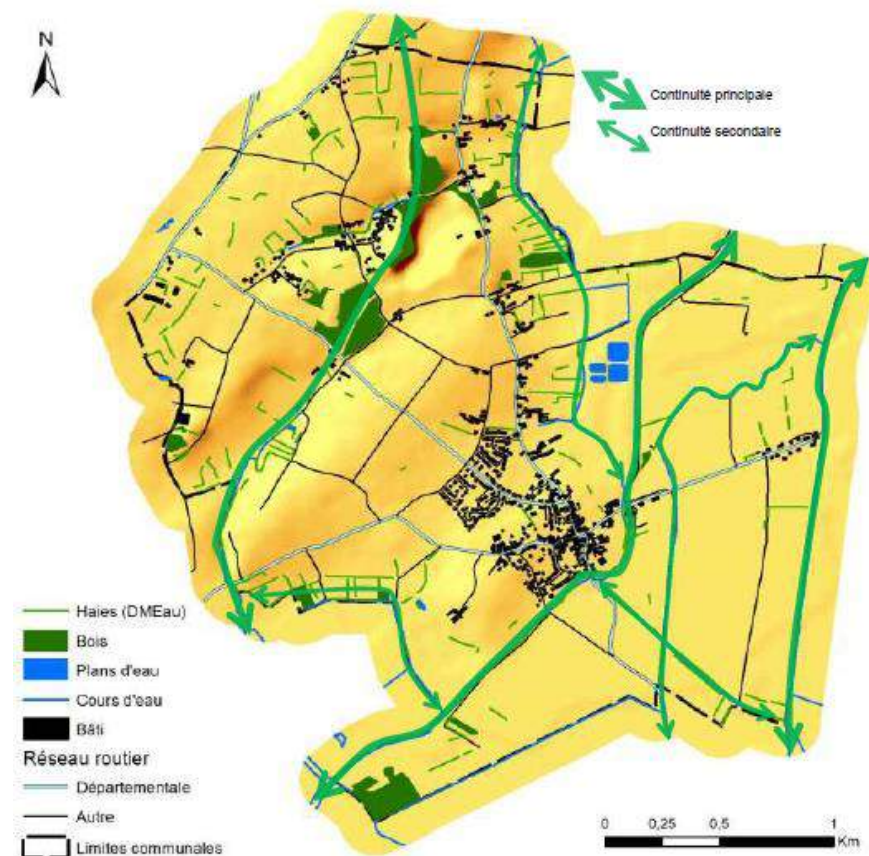 N
Continuité principale
Continuité secondaire
Haies (DMEau)
Bois
Plans d'eau
Cours d'eau
Bâti
Réseau routier
Départementale
Autre
Limites communales
0 0,25 0,5 1
Km